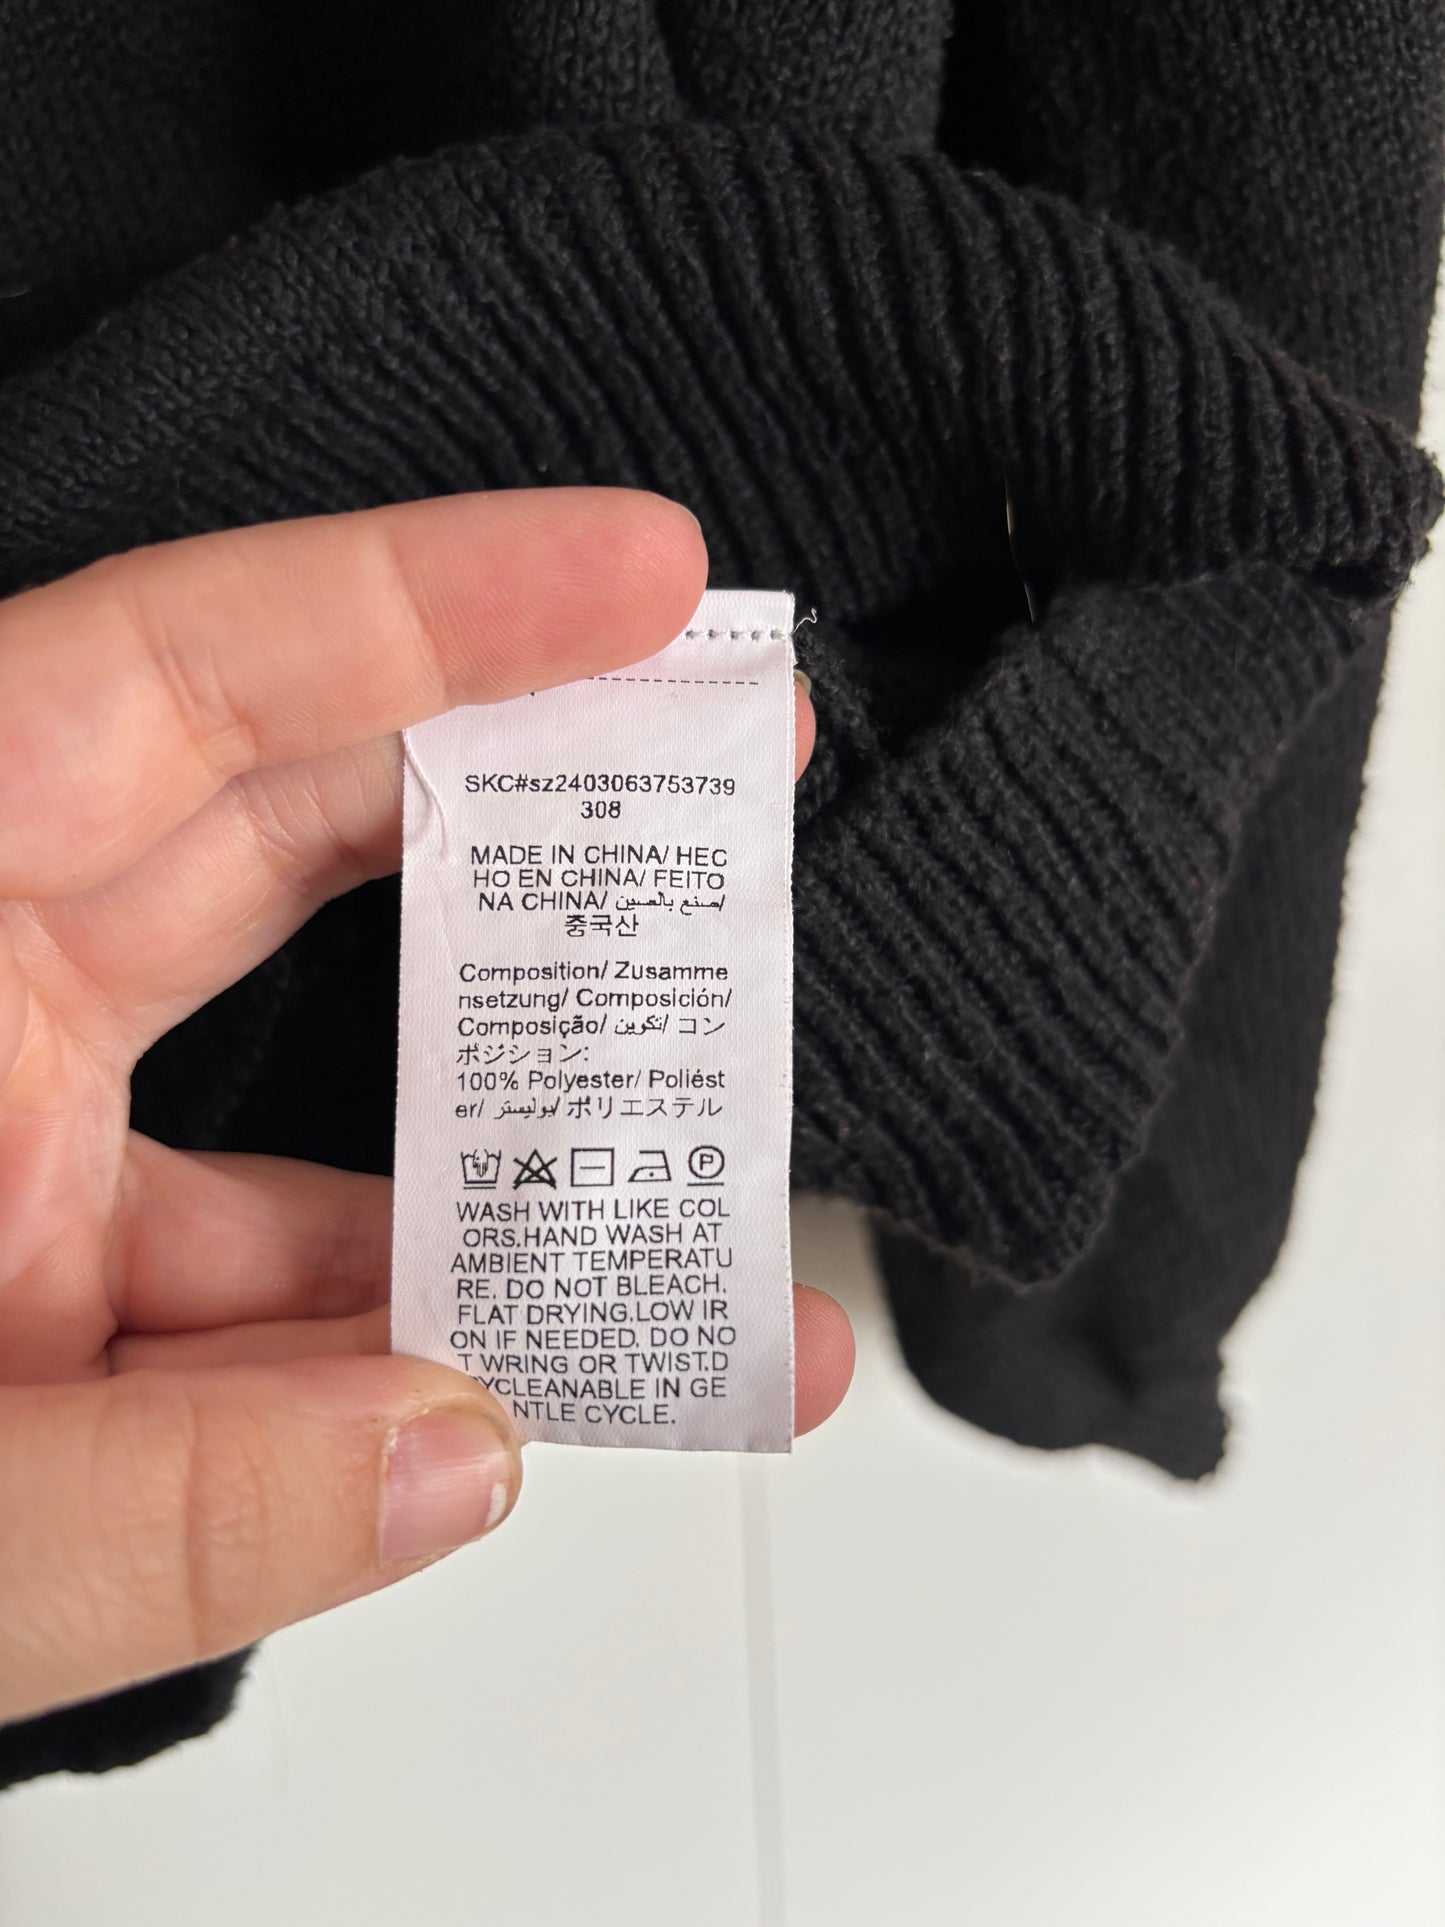 SKC#sz2403063753739
308
MADE IN CHINA/ HEC
HO EN CHINA/ FEITO
NA CHINA/ صنع بالصين/
중국산
Composition/ Zusamme
nsetzung/ Composición/
Composição/ تكوين/ コン
ポジション:
100% Polyester/ Poliést
er/ بوليستر/ ポリエステル
P
WASH WITH LIKE COL
ORS.HAND WASH AT
AMBIENT TEMPERATU
RE. DO NOT BLEACH.
FLAT DRYING.LOW IR
ON IF NEEDED. DO NO
T WRING OR TWIST.D
YCLEANABLE IN GE
NTLE CYCLE.